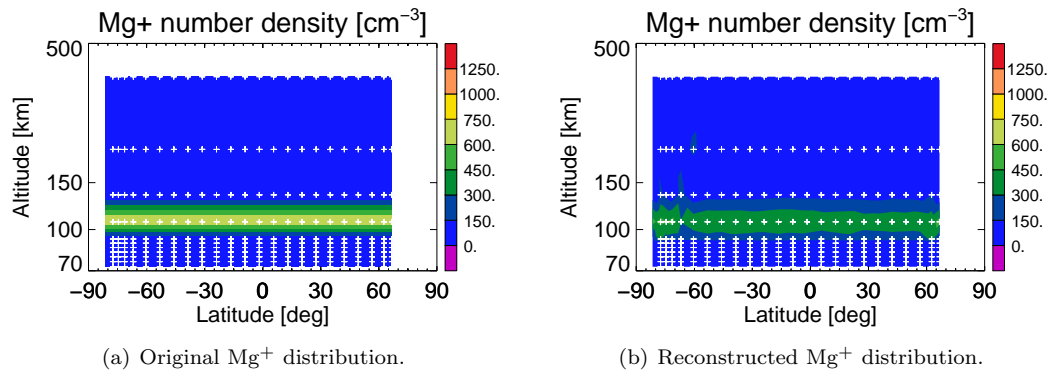 Mg+ number density [cm−3]
500
150
100
70
Altitude [km]
−90 −60 −30 0 30 60 90
Latitude [deg]
1250.
1000.
750.
600.
450.
300.
150.
0.
(a) Original Mg+ distribution.
Mg+ number density [cm−3]
500
150
100
70
Altitude [km]
−90 −60 −30 0 30 60 90
Latitude [deg]
1250.
1000.
750.
600.
450.
300.
150.
0.
(b) Reconstructed Mg+ distribution.